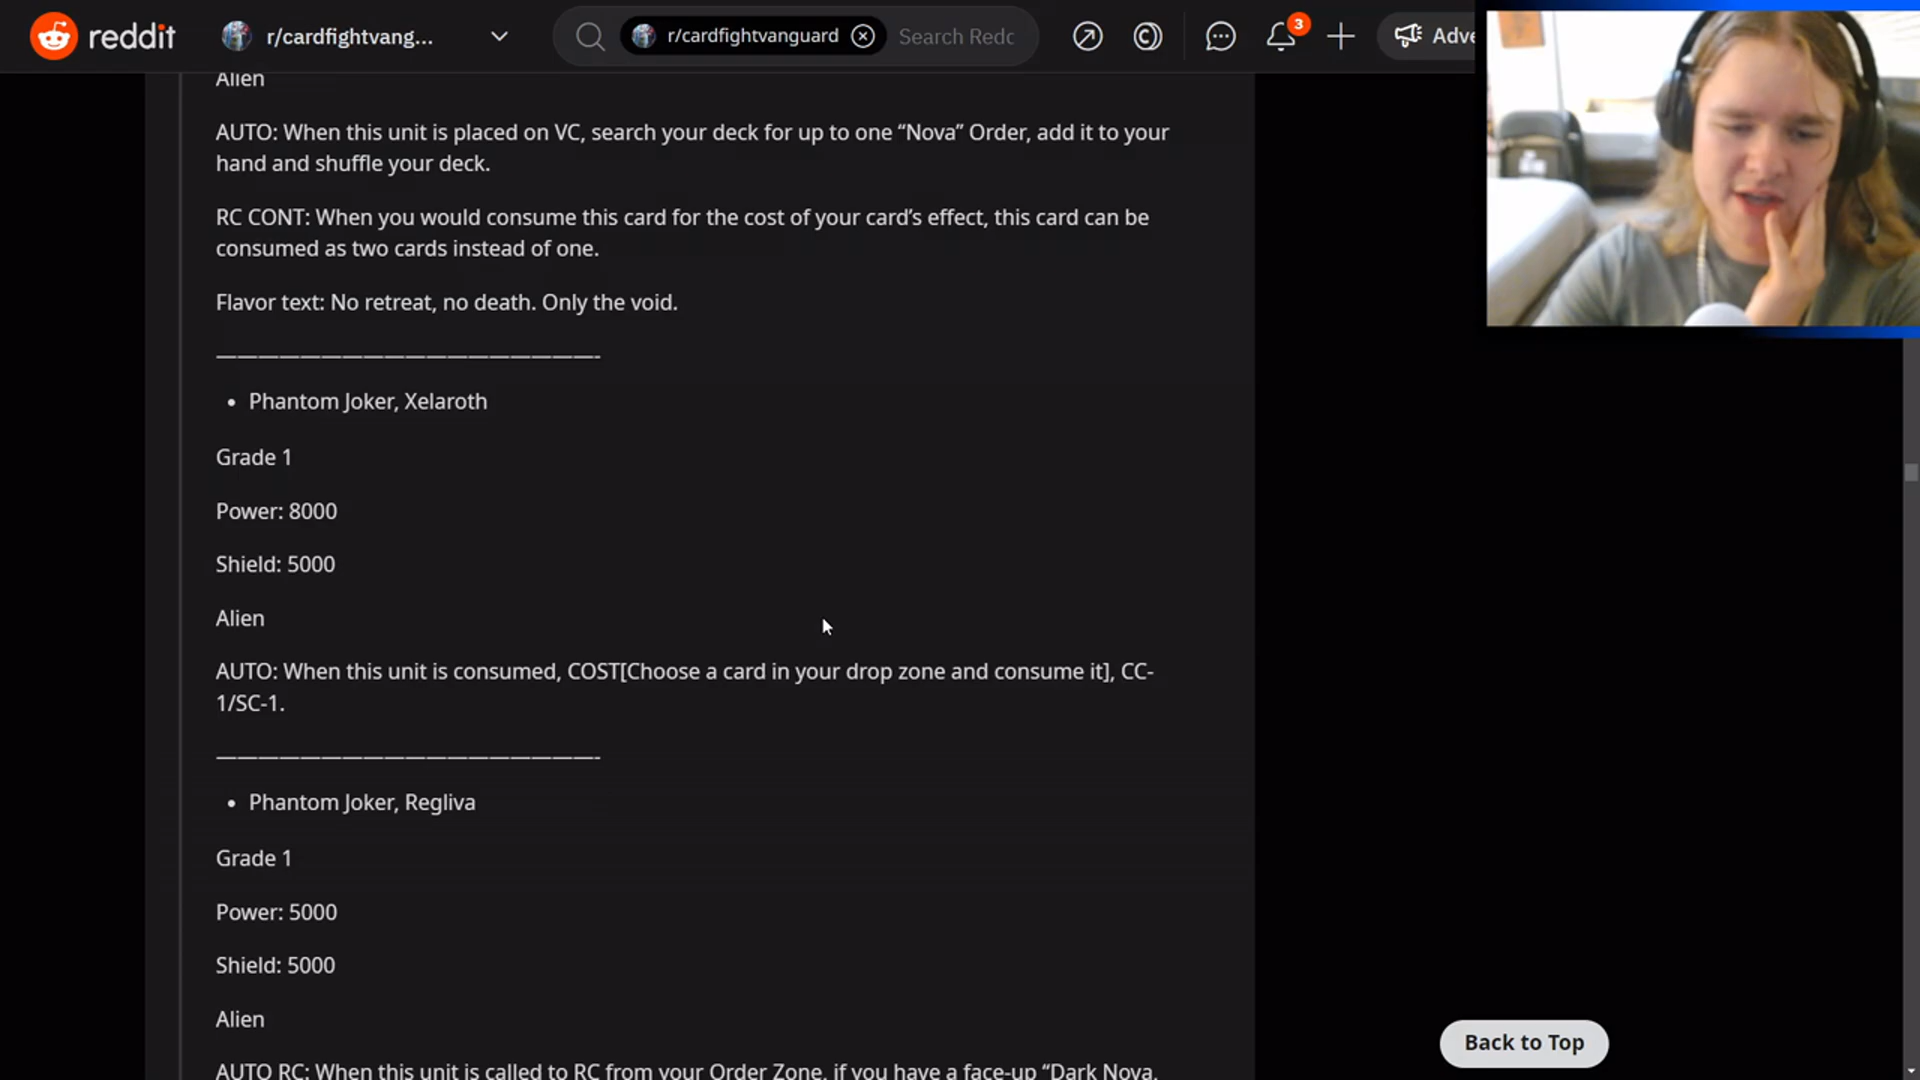 reddit
r/cardfightvang...
r/cardfightvanguard
Search Redc
3
Adve
Alien
AUTO: When this unit is placed on VC, search your deck for up to one “Nova” Order, add it to your
hand and shuffle your deck.
RC CONT: When you would consume this card for the cost of your card’s effect, this card can be
consumed as two cards instead of one.
Flavor text: No retreat, no death. Only the void.
——————————————————-
• Phantom Joker, Xelaroth
Grade 1
Power: 8000
Shield: 5000
Alien
AUTO: When this unit is consumed, COST[Choose a card in your drop zone and consume it], CC-
1/SC-1.
——————————————————-
• Phantom Joker, Regliva
Grade 1
Power: 5000
Shield: 5000
Alien
AUTO RC: When this unit is called to RC from your Order Zone, if you have a face-up “Dark Nova,
Back to Top